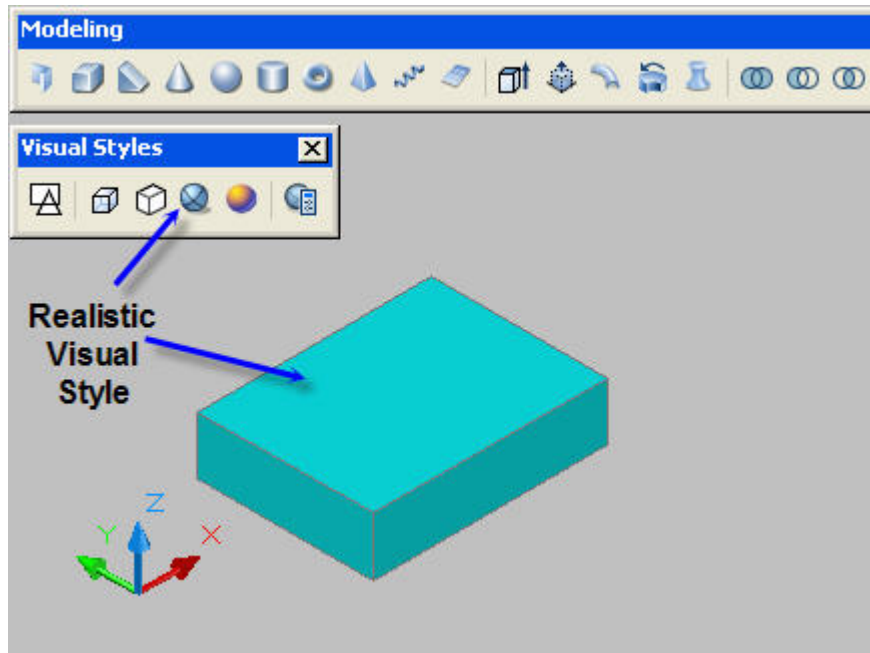 Modeling
Visual Styles
Realistic
Visual
Style
Z
Y
X